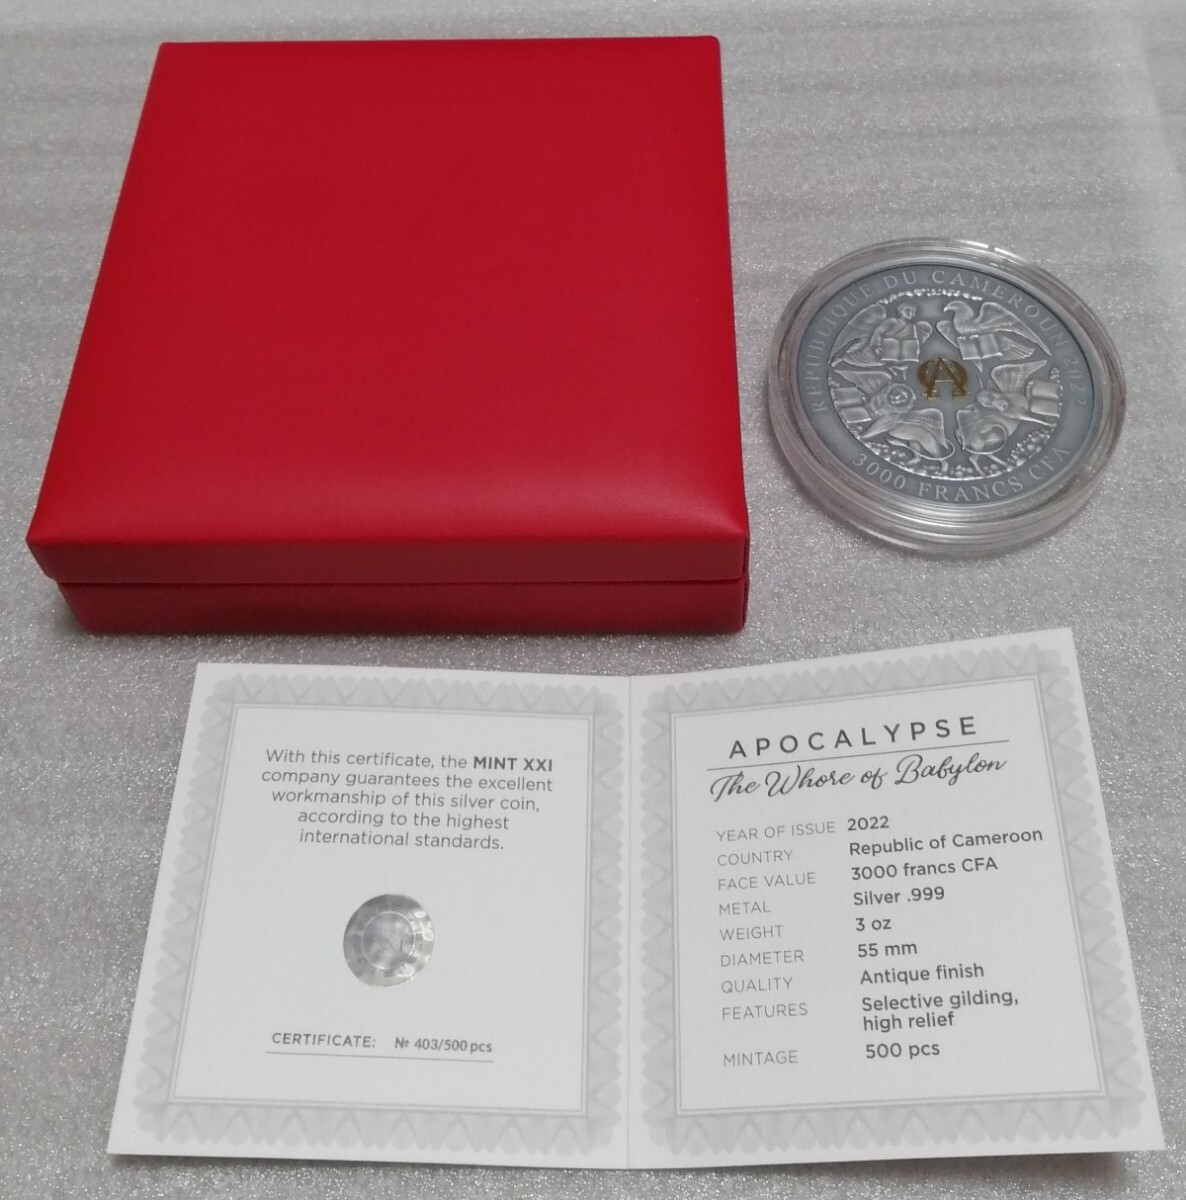 REPUBLIQUE DU CAMEROUN 2022
3000 FRANCS CFA
With this certificate, the MINT XXI
company guarantees the excellent
workmanship of this silver coin,
according to the highest
international standards.
CERTIFICATE: № 403/500 pcs
APOCALYPSE
The Whore of Babylon
YEAR OF ISSUE 2022
COUNTRY Republic of Cameroon
FACE VALUE 3000 francs CFA
METAL Silver .999
WEIGHT 3 oz
DIAMETER 55 mm
QUALITY Antique finish
FEATURES Selective gilding,
high relief
MINTAGE 500 pcs